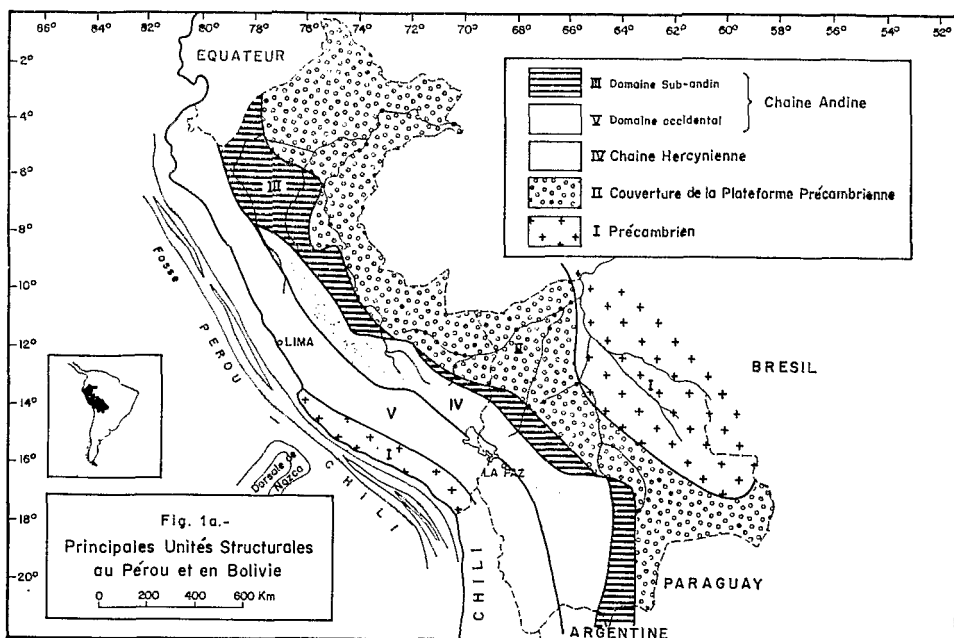 82° 80° 78° 76° 74° 72° 70° 68° 66° 64° 62° 60° 58° 56° 54° 52°
2°
4°
6°
8°
10°
12°
14°
16°
18°
20°
EQUATEUR
III Domaine Sub-andin
V Domaine occidental
Chaine Andine
IV Chaîne Hercynienne
II Couverture de la Plateforme Précambrienne
I Précambrien
III
Fosse
PEROU - CHILI
LIMA
II
I
BRESIL
V
IV
I
LA PAZ
Dorsale de
Nazca
Fig. 1a.-
Principales Unités Structurales
au Pérou et en Bolivie
0 200 400 600 Km
CHILI
PARAGUAY
ARGENTINE